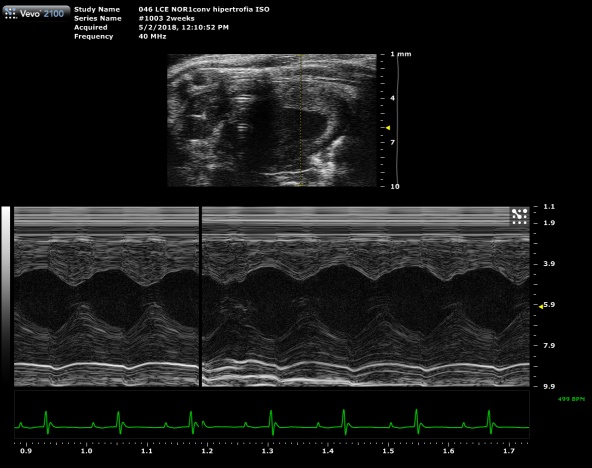 Vevo 2100
Study Name 046 LCE NOR1conv hipertrofia ISO
Series Name #1003 2weeks
Acquired 5/2/2018, 12:10:52 PM
Frequency 40 MHz
1 mm
4
7
10
1.1
1.9
3.9
5.9
7.9
9.9
499 BPM
0.9 1.0 1.1 1.2 1.3 1.4 1.5 1.6 1.7